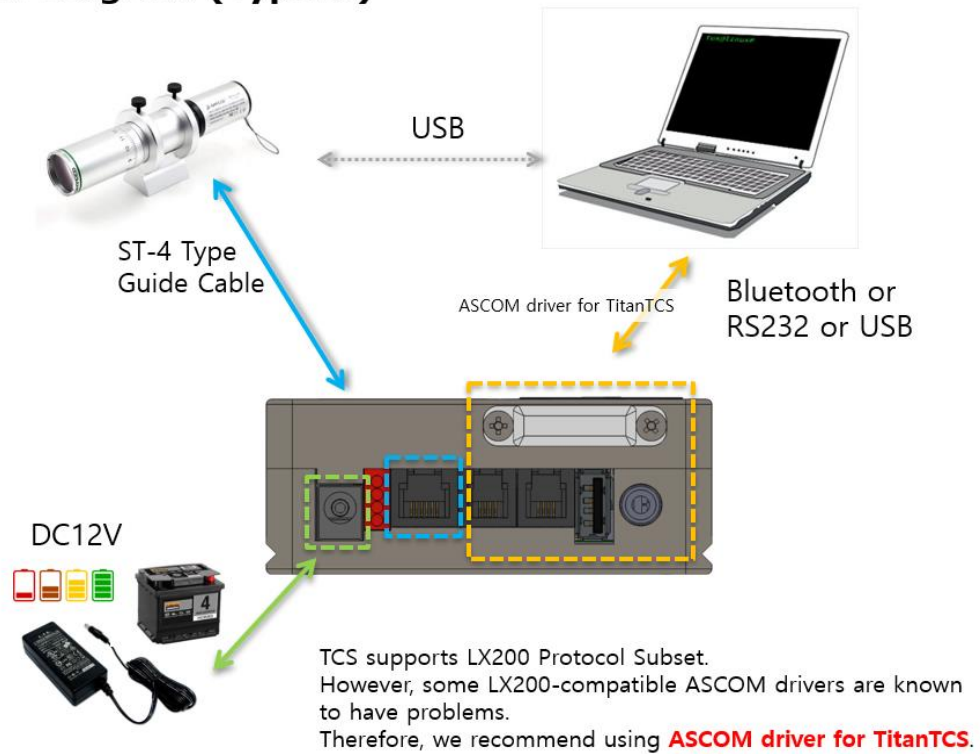 USB
ST-4 Type
Guide Cable
ASCOM driver for TitanTCS
Bluetooth or
RS232 or USB
DC12V
4
TCS supports LX200 Protocol Subset.
However, some LX200-compatible ASCOM drivers are known
to have problems.
Therefore, we recommend using ASCOM driver for TitanTCS.